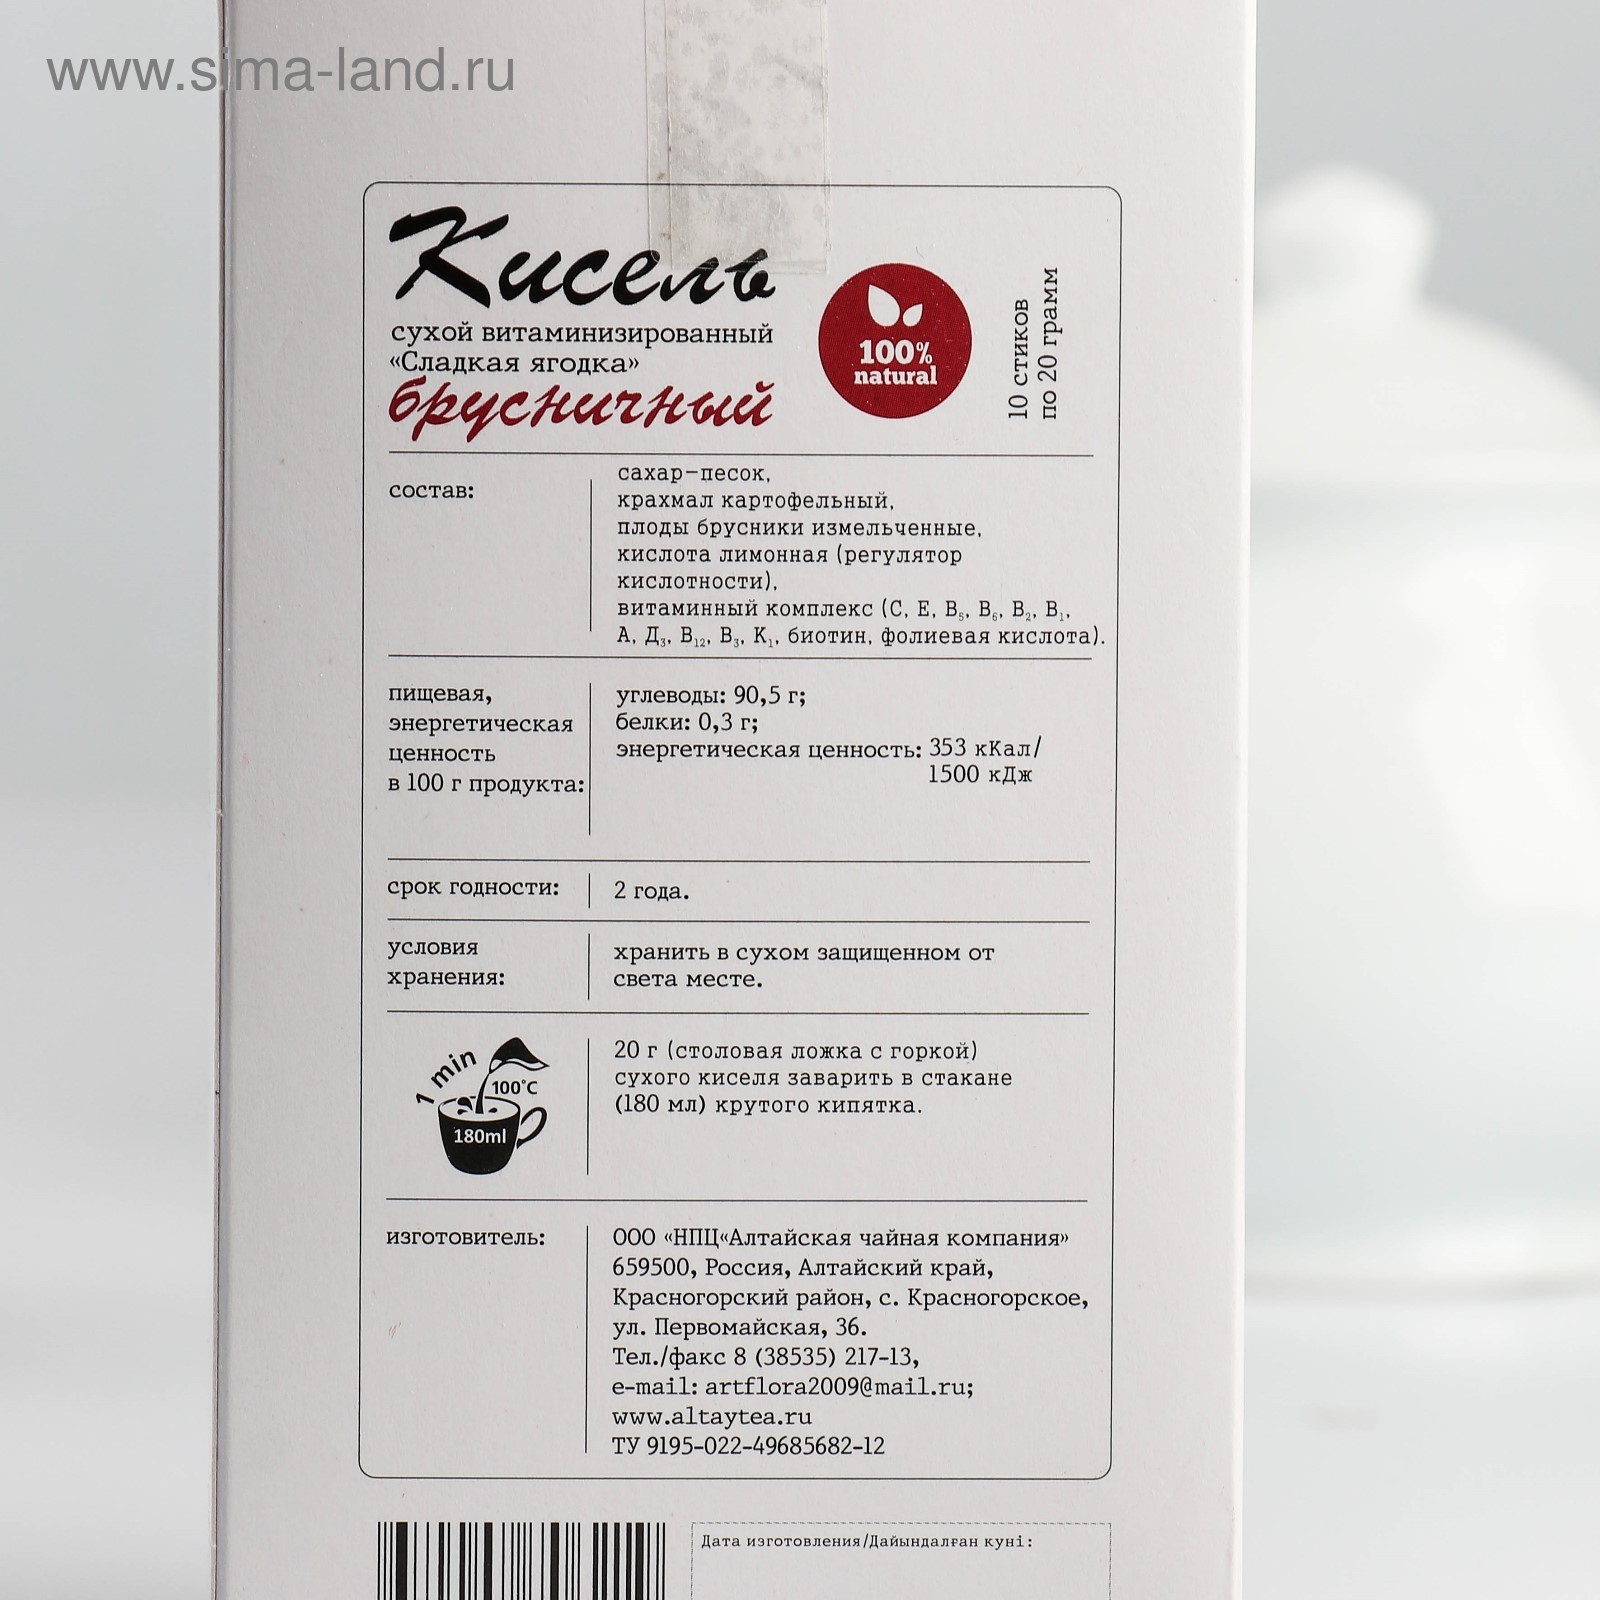 www.sima-land.ru
Кисель
сухой витаминизированный
«Сладкая ягодка»
брусничный
100%
natural
10 стиков
по 20 грамм
состав:
сахар-песок,
крахмал картофельный,
плоды брусники измельченные,
кислота лимонная (регулятор
кислотности),
витаминный комплекс (С, Е, В₅, В₆, В₂, В₁,
А, Д₃, В₁₂, В₃, К₁, биотин, фолиевая кислота).
пищевая,
энергетическая
ценность
в 100 г продукта:
углеводы: 90,5 г;
белки: 0,3 г;
энергетическая ценность: 353 кКал/
1500 кДж
срок годности:
2 года.
условия
хранения:
хранить в сухом защищенном от
света месте.
1 min
100°C
180ml
20 г (столовая ложка с горкой)
сухого киселя заварить в стакане
(180 мл) крутого кипятка.
изготовитель:
ООО «НПЦ«Алтайская чайная компания»
659500, Россия, Алтайский край,
Красногорский район, с. Красногорское,
ул. Первомайская, 36.
Тел./факс 8 (38535) 217-13,
e-mail: artflora2009@mail.ru;
www.altaytea.ru
ТУ 9195-022-49685682-12
Дата изготовления/Дайындалған куні: